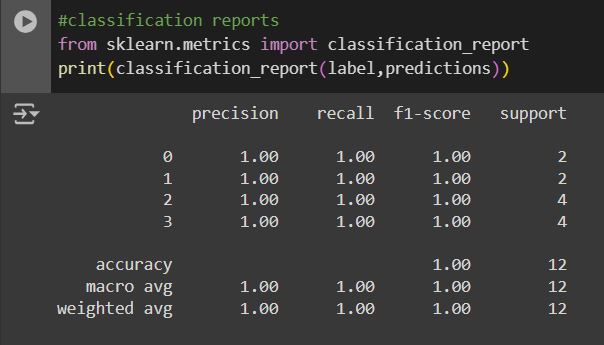 #classification reports
from sklearn.metrics import classification_report
print(classification_report(label,predictions))
precision recall f1-score support
0 1.00 1.00 1.00 2
1 1.00 1.00 1.00 2
2 1.00 1.00 1.00 4
3 1.00 1.00 1.00 4
accuracy 1.00 12
macro avg 1.00 1.00 1.00 12
weighted avg 1.00 1.00 1.00 12